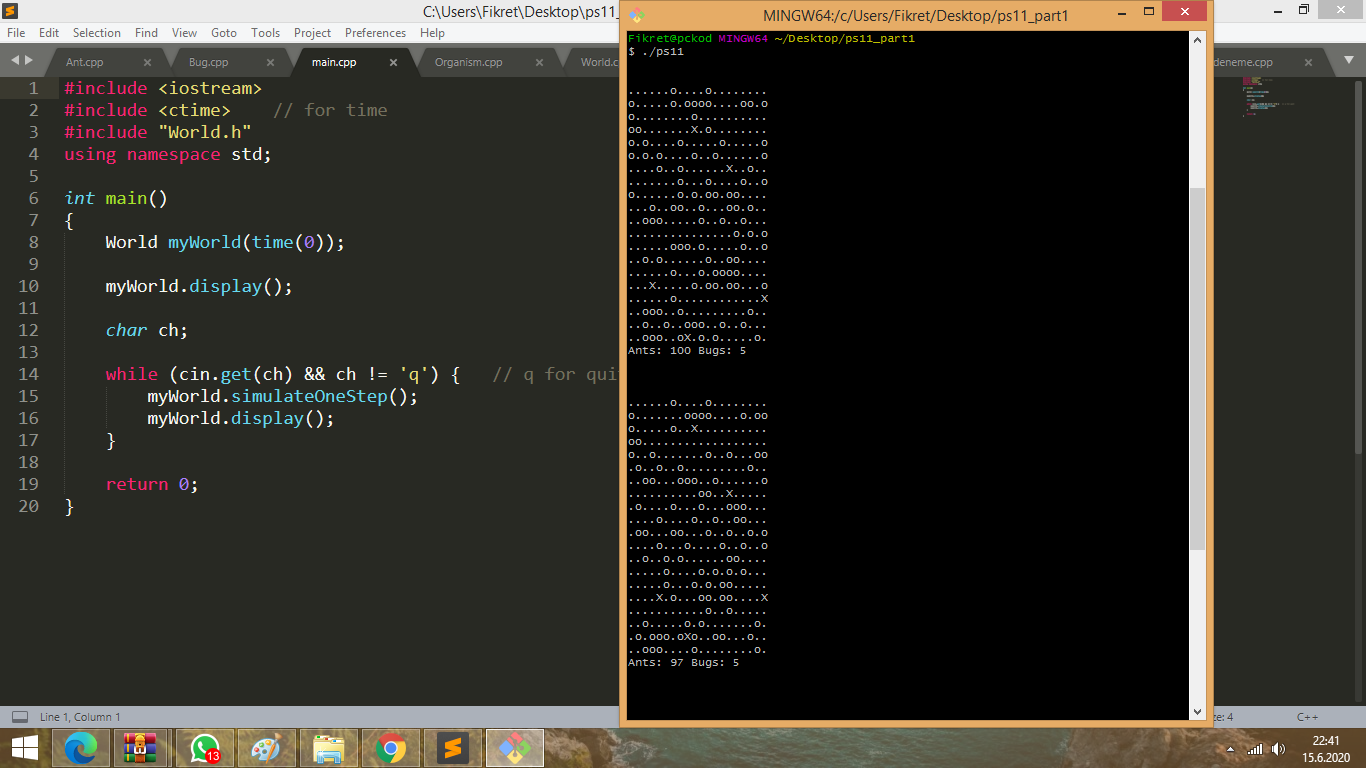 C:\Users\Fikret\Desktop\ps11_
File Edit Selection Find View Goto Tools Project Preferences Help
Ant.cpp Bug.cpp main.cpp Organism.cpp World.c deneme.cpp
1 #include <iostream>
2 #include <ctime>    // for time
3 #include "World.h"
4 using namespace std;
5
6 int main()
7 {
8     World myWorld(time(0));
9
10     myWorld.display();
11
12     char ch;
13
14     while (cin.get(ch) && ch != 'q') {   // q for qui
15         myWorld.simulateOneStep();
16         myWorld.display();
17     }
18
19     return 0;
20 }
Line 1, Column 1
ze: 4 C++
MINGW64:/c/Users/Fikret/Desktop/ps11_part1
Fikret@pckod MINGW64 ~/Desktop/ps11_part1
$ ./ps11
......o....o........
o.....o.oooo....oo.o
o........o..........
oo.......X.o........
o.o....o.....o.....o
o.o.o....o..o......o
....o..o......X..o..
.......o...o....o..o
o......o.o.oo.oo....
...o..oo..o...oo.o..
..ooo.....o..o..o...
...............o.o.o
......ooo.o.....o..o
..o.o......o..oo....
......o...o.oooo....
...X.....o.oo.oo...o
......o............X
..ooo..o.........o..
..o..o..ooo..o..o...
..ooo..oX.o.o.....o.
Ants: 100 Bugs: 5
......o....o........
o.......oooo....o.oo
o.....o..X..........
oo..................
o..o.......o..o...oo
.o..o..o.........o..
..oo...ooo..o......o
..........oo..X.....
.o....o...o...ooo...
....o....o..o..oo...
.oo...oo...o..oo.o.o
....o...o....o..o..o
..o..o.o......oo....
.....o....o.o.o.o...
.....o...o.o.oo.....
....X.o...oo.oo....X
...........o..o.....
..o.....o.o.......o.
.o.ooo.oXo..oo...o..
..ooo....o........o.
Ants: 97 Bugs: 5
13
22:41
15.6.2020